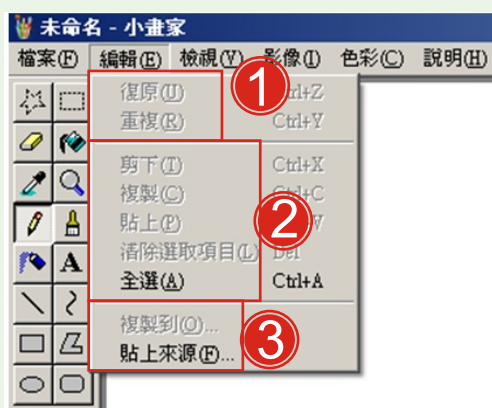 未命名 - 小畫家
檔案(F) 編輯(E) 檢視(V) 影像(I) 色彩(C) 說明(H)
復原(U) Ctrl+Z
重複(R) Ctrl+Y
1
剪下(T) Ctrl+X
複製(C) Ctrl+C
貼上(P) V
清除選取項目(L) Del
全選(A) Ctrl+A
2
複製到(O)...
貼上來源(F)...
3
A